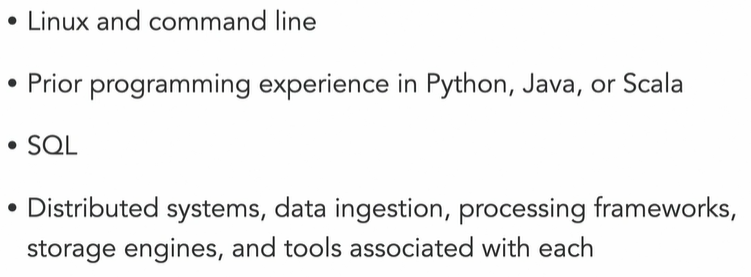 • Linux and command line
• Prior programming experience in Python, Java, or Scala
• SQL
• Distributed systems, data ingestion, processing frameworks,
storage engines, and tools associated with each